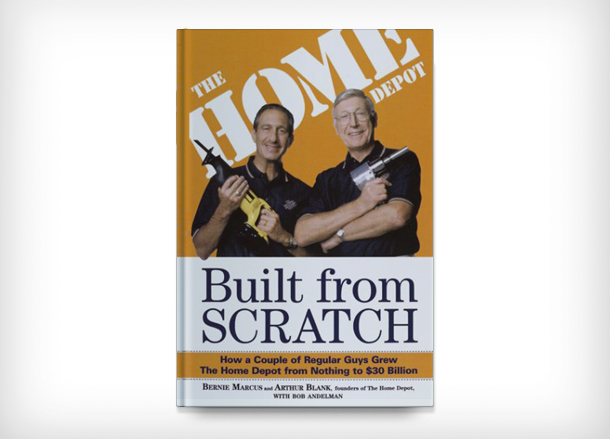 THE
HOME
DEPOT
Built from
SCRATCH
How a Couple of Regular Guys Grew
The Home Depot from Nothing to $30 Billion
BERNIE MARCUS and ARTHUR BLANK, founders of The Home Depot,
WITH BOB ANDELMAN